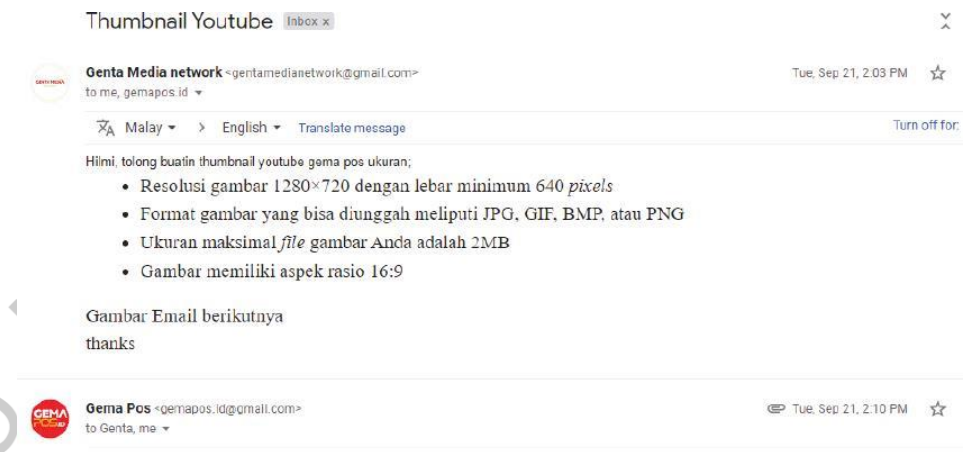 Thumbnail Youtube Inbox x
Genta Media network <gentamedianetwork@gmail.com> Tue, Sep 21, 2:03 PM
to me, gemapos.id
Malay > English Translate message Turn off for:
Hilmi, tolong buatin thumbnail youtube gema pos ukuran;
• Resolusi gambar 1280×720 dengan lebar minimum 640 pixels
• Format gambar yang bisa diunggah meliputi JPG, GIF, BMP, atau PNG
• Ukuran maksimal file gambar Anda adalah 2MB
• Gambar memiliki aspek rasio 16:9
Gambar Email berikutnya
thanks
GEMA
POS.ID
Gema Pos <gemapos.id@gmail.com> Tue, Sep 21, 2:10 PM
to Genta, me